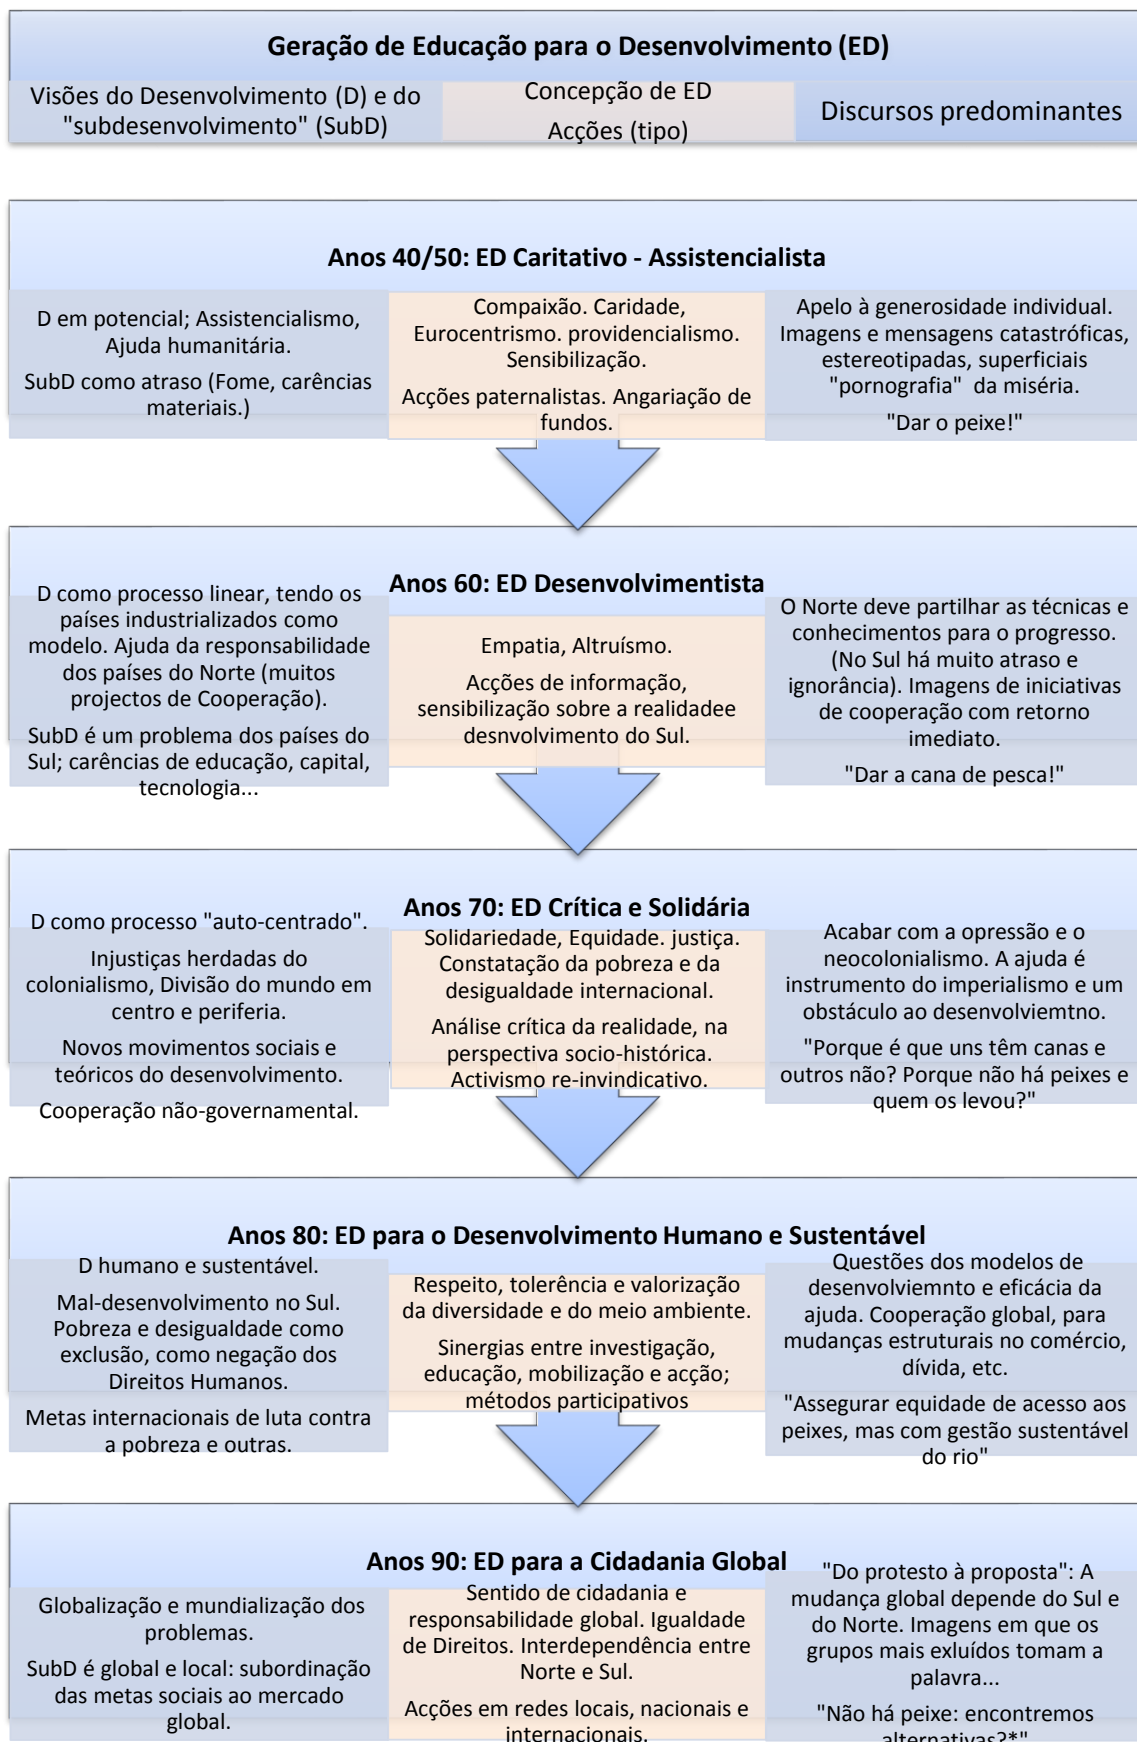 Geração de Educação para o Desenvolvimento (ED)
Visões do Desenvolvimento (D) e do
"subdesenvolvimento" (SubD)
Concepção de ED
Acções (tipo)
Discursos predominantes
Anos 40/50: ED Caritativo - Assistencialista
D em potencial; Assistencialismo,
Ajuda humanitária.
SubD como atraso (Fome, carências
materiais.)
Compaixão. Caridade,
Eurocentrismo. providencialismo.
Sensibilização.
Acções paternalistas. Angariação de
fundos.
Apelo à generosidade individual.
Imagens e mensagens catastróficas,
estereotipadas, superficiais
"pornografia" da miséria.
"Dar o peixe!"
Anos 60: ED Desenvolvimentista
D como processo linear, tendo os
países industrializados como
modelo. Ajuda da responsabilidade
dos países do Norte (muitos
projectos de Cooperação).
SubD é um problema dos países do
Sul; carências de educação, capital,
tecnologia...
Empatia, Altruísmo.
Acções de informação,
sensibilização sobre a realidadee
desnvolvimento do Sul.
O Norte deve partilhar as técnicas e
conhecimentos para o progresso.
(No Sul há muito atraso e
ignorância). Imagens de iniciativas
de cooperação com retorno
imediato.
"Dar a cana de pesca!"
Anos 70: ED Crítica e Solidária
D como processo "auto-centrado".
Injustiças herdadas do
colonialismo, Divisão do mundo em
centro e periferia.
Novos movimentos sociais e
teóricos do desenvolvimento.
Cooperação não-governamental.
Solidariedade, Equidade. justiça.
Constatação da pobreza e da
desigualdade internacional.
Análise crítica da realidade, na
perspectiva socio-histórica.
Activismo re-invindicativo.
Acabar com a opressão e o
neocolonialismo. A ajuda é
instrumento do imperialismo e um
obstáculo ao desenvolviemtno.
"Porque é que uns têm canas e
outros não? Porque não há peixes e
quem os levou?"
Anos 80: ED para o Desenvolvimento Humano e Sustentável
D humano e sustentável.
Mal-desenvolvimento no Sul.
Pobreza e desigualdade como
exclusão, como negação dos
Direitos Humanos.
Metas internacionais de luta contra
a pobreza e outras.
Respeito, tolerência e valorização
da diversidade e do meio ambiente.
Sinergias entre investigação,
educação, mobilização e acção;
métodos participativos
Questões dos modelos de
desenvolviemnto e eficácia da
ajuda. Cooperação global, para
mudanças estruturais no comércio,
dívida, etc.
"Assegurar equidade de acesso aos
peixes, mas com gestão sustentável
do rio"
Anos 90: ED para a Cidadania Global
Globalização e mundialização dos
problemas.
SubD é global e local: subordinação
das metas sociais ao mercado
global.
Sentido de cidadania e
responsabilidade global. Igualdade
de Direitos. Interdependência entre
Norte e Sul.
Acções em redes locais, nacionais e
internacionais.
"Do protesto à proposta": A
mudança global depende do Sul e
do Norte. Imagens em que os
grupos mais exluídos tomam a
palavra...
"Não há peixe: encontremos
alternativas?*"